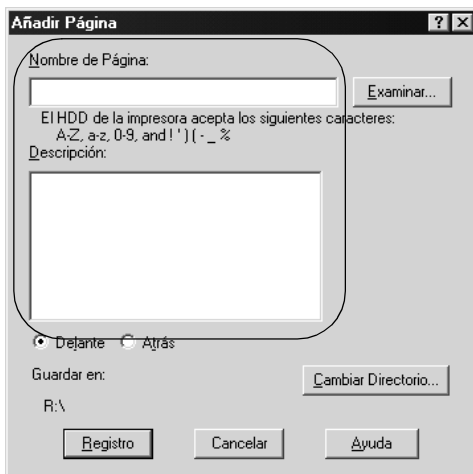 Añadir Página
Nombre de Página:
Examinar...
El HDD de la impresora acepta los siguientes caracteres:
A-Z, a-z, 0-9, and ! ' ) ( - _ %
Descripción:
Delante Atrás
Guardar en:
Cambiar Directorio...
R:\
Registro Cancelar Ayuda